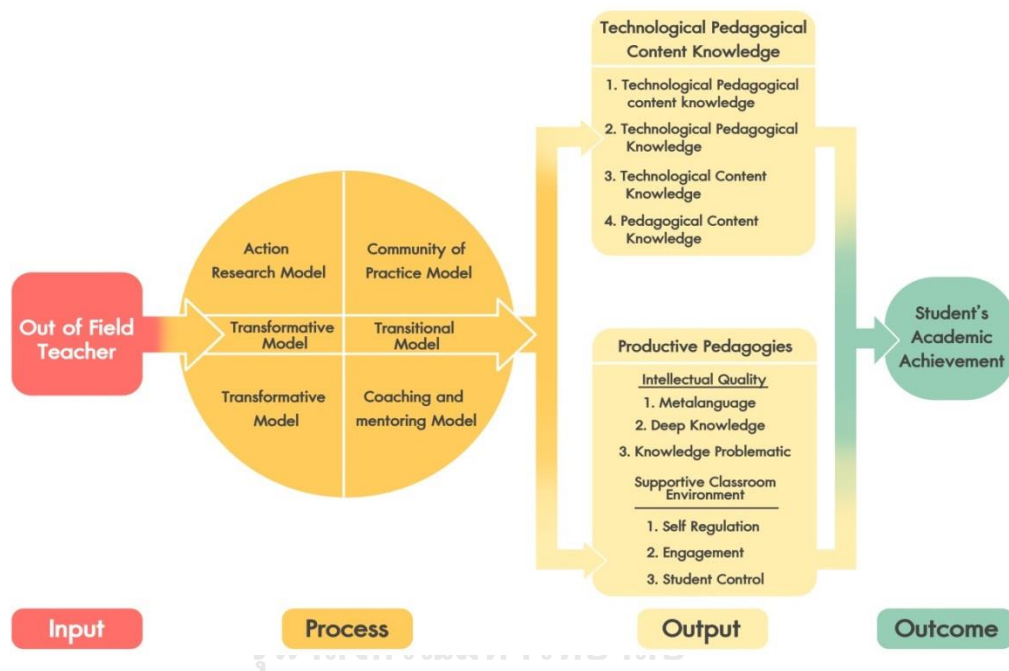 Technological Pedagogical
Content Knowledge
1. Technological Pedagogical
content knowledge
2. Technological Pedagogical
Knowledge
3. Technological Content
Knowledge
4. Pedagogical Content
Knowledge
Out of Field
Teacher
Action
Research Model
Community of
Practice Model
Transformative
Model
Transitional
Model
Transformative
Model
Coaching and
mentoring Model
Productive Pedagogies
Intellectual Quality
1. Metalanguage
2. Deep Knowledge
3. Knowledge Problematic
Supportive Classroom
Environment
1. Self Regulation
2. Engagement
3. Student Control
Student's
Academic
Achievement
Input
Process
Output
Outcome